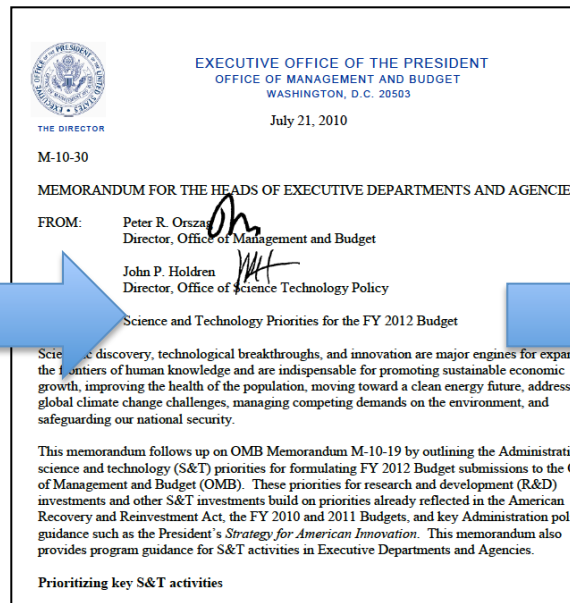 EXECUTIVE OFFICE OF THE PRESIDENT
OFFICE OF MANAGEMENT AND BUDGET
WASHINGTON, D.C. 20503
THE DIRECTOR
July 21, 2010
M-10-30
MEMORANDUM FOR THE HEADS OF EXECUTIVE DEPARTMENTS AND AGENCIE
FROM: Peter R. Orszag
Director, Office of Management and Budget
John P. Holdren
Director, Office of Science Technology Policy
Science and Technology Priorities for the FY 2012 Budget
discovery, technological breakthroughs, and innovation are major engines for expan
the frontiers of human knowledge and are indispensable for promoting sustainable economic
growth, improving the health of the population, moving toward a clean energy future, address
global climate change challenges, managing competing demands on the environment, and
safeguarding our national security.
This memorandum follows up on OMB Memorandum M-10-19 by outlining the Administrati
science and technology (S&T) priorities for formulating FY 2012 Budget submissions to the
of Management and Budget (OMB). These priorities for research and development (R&D)
investments and other S&T investments build on priorities already reflected in the American
Recovery and Reinvestment Act, the FY 2010 and 2011 Budgets, and key Administration pol
guidance such as the President's Strategy for American Innovation. This memorandum also
provides program guidance for S&T activities in Executive Departments and Agencies.
Prioritizing key S&T activities